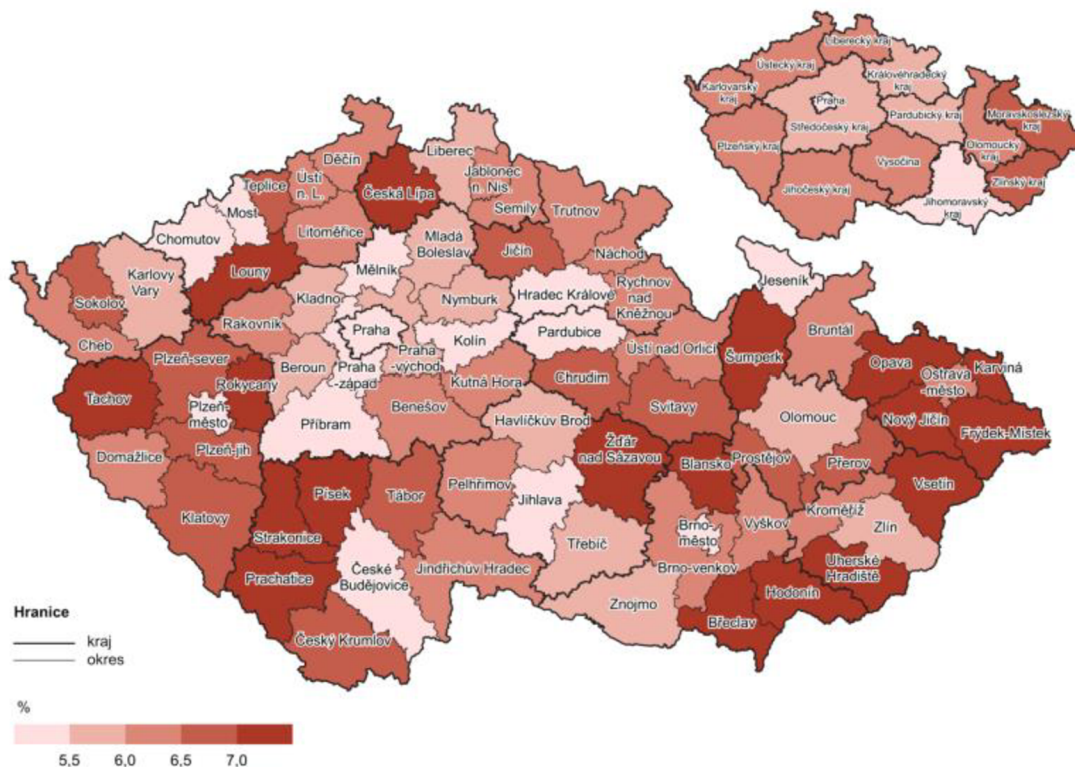 Liberecký kraj
Ústecký kraj
Karlovarský
kraj
Královéhradecký
kraj
Praha
Středočeský kraj
Pardubický kraj
Moravskoslezský
kraj
Plzeňský kraj
Olomoucký
kraj
Vysočina
Jihočeský kraj
Zlínský kraj
Jihomoravský
kraj
Děčín
Liberec
Ústí
n. L.
Teplice
Česká Lípa
Jablonec
n. Nis.
Semily
Most
Trutnov
Chomutov
Litoměřice
Mladá
Boleslav
Jičín
Náchod
Louny
Mělník
Karlovy
Vary
Sokolov
Jeseník
Kladno
Nymburk
Hradec Králové
Rychnov
nad
Kněžnou
Rakovník
Praha
Kolín
Pardubice
Bruntál
Cheb
Plzeň-sever
Beroun
Praha
-západ
Praha
-východ
Ústí nad Orlicí
Šumperk
Opava
Karviná
Ostrava
-město
Rokycany
Kutná Hora
Chrudim
Tachov
Plzeň-
město
Příbram
Benešov
Havlíčkův Brod
Svitavy
Olomouc
Nový Jičín
Frýdek-Místek
Domažlice
Plzeň-jih
Žďár
nad Sázavou
Blansko
Prostějov
Přerov
Vsetín
Klatovy
Písek
Tábor
Pelhřimov
Jihlava
Strakonice
Brno-
město
Vyškov
Kroměříž
Zlín
Třebíč
Prachatice
České
Budějovice
Jindřichův Hradec
Brno-venkov
Uherské
Hradiště
Hodonín
Znojmo
Břeclav
Český Krumlov
Hranice
kraj
okres
%
5,5 6,0 6,5 7,0